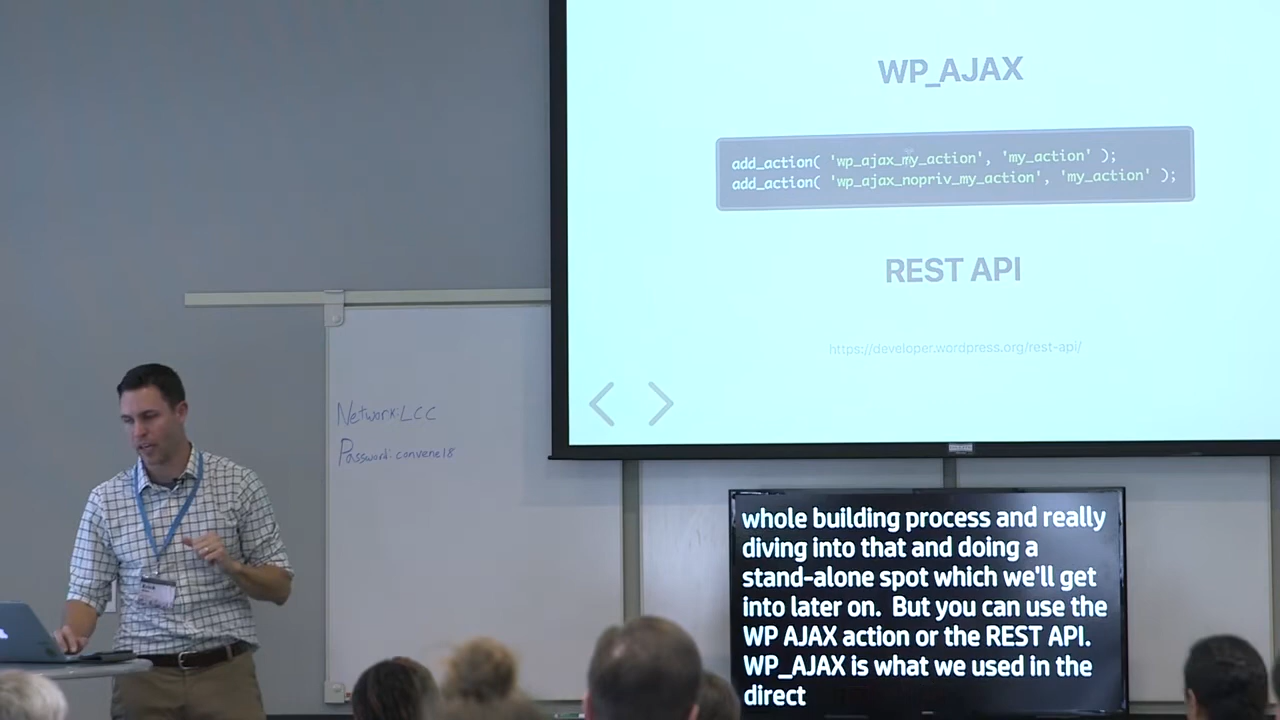 WP_AJAX
add_action( 'wp_ajax_my_action', 'my_action' );
add_action( 'wp_ajax_nopriv_my_action', 'my_action' );
REST API
https://developer.wordpress.org/rest-api/
Network: LCC
Password: convene18
whole building process and really
diving into that and doing a
stand-alone spot which we'll get
into later on. But you can use the
WP AJAX action or the REST API.
WP_AJAX is what we used in the
direct